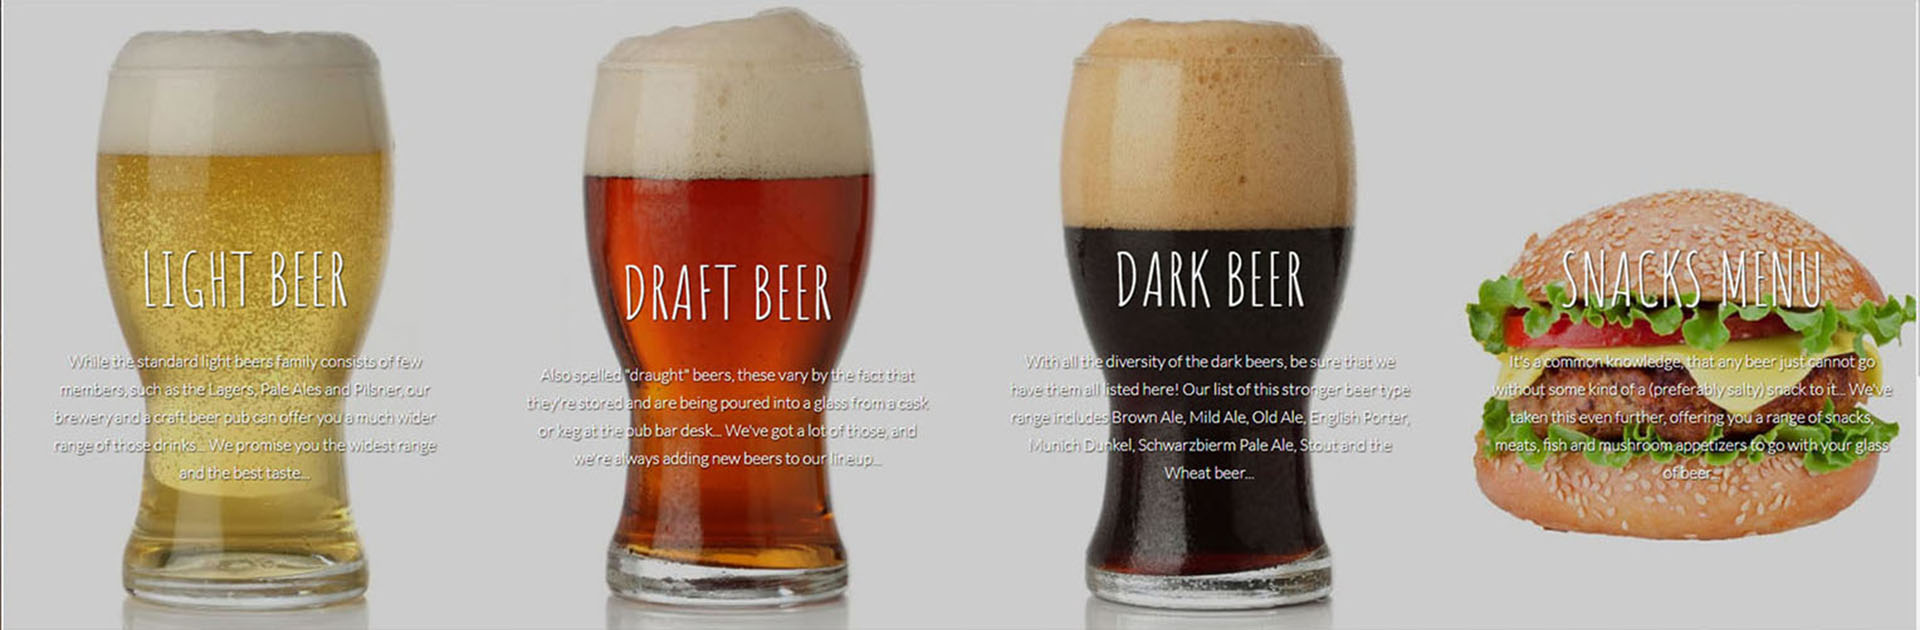 LIGHT BEER
While the standard light beers family consists of few
members, such as the Lagers, Pale Ales and Pilsner, our
brewery and a craft beer pub can offer you a much wider
range of those drinks... We promise you the widest range
and the best taste...
DRAFT BEER
Also spelled "draught" beers, these vary by the fact that
they're stored and are being poured into a glass from a cask
or keg at the pub bar desk... We've got a lot of those, and
we're always adding new beers to our lineup...
DARK BEER
With all the diversity of the dark beers, be sure that we
have them all listed here! Our list of this stronger beer type
range includes Brown Ale, Mild Ale, Old Ale, English Porter,
Munich Dunkel, Schwarzbierm Pale Ale, Stout and the
Wheat beer...
SNACKS MENU
It's a common knowledge, that any beer just cannot go
without some kind of a (preferably salty) snack to it... We've
taken this even further, offering you a range of snacks,
meats, fish and mushroom appetizers to go with your glass
of beer...